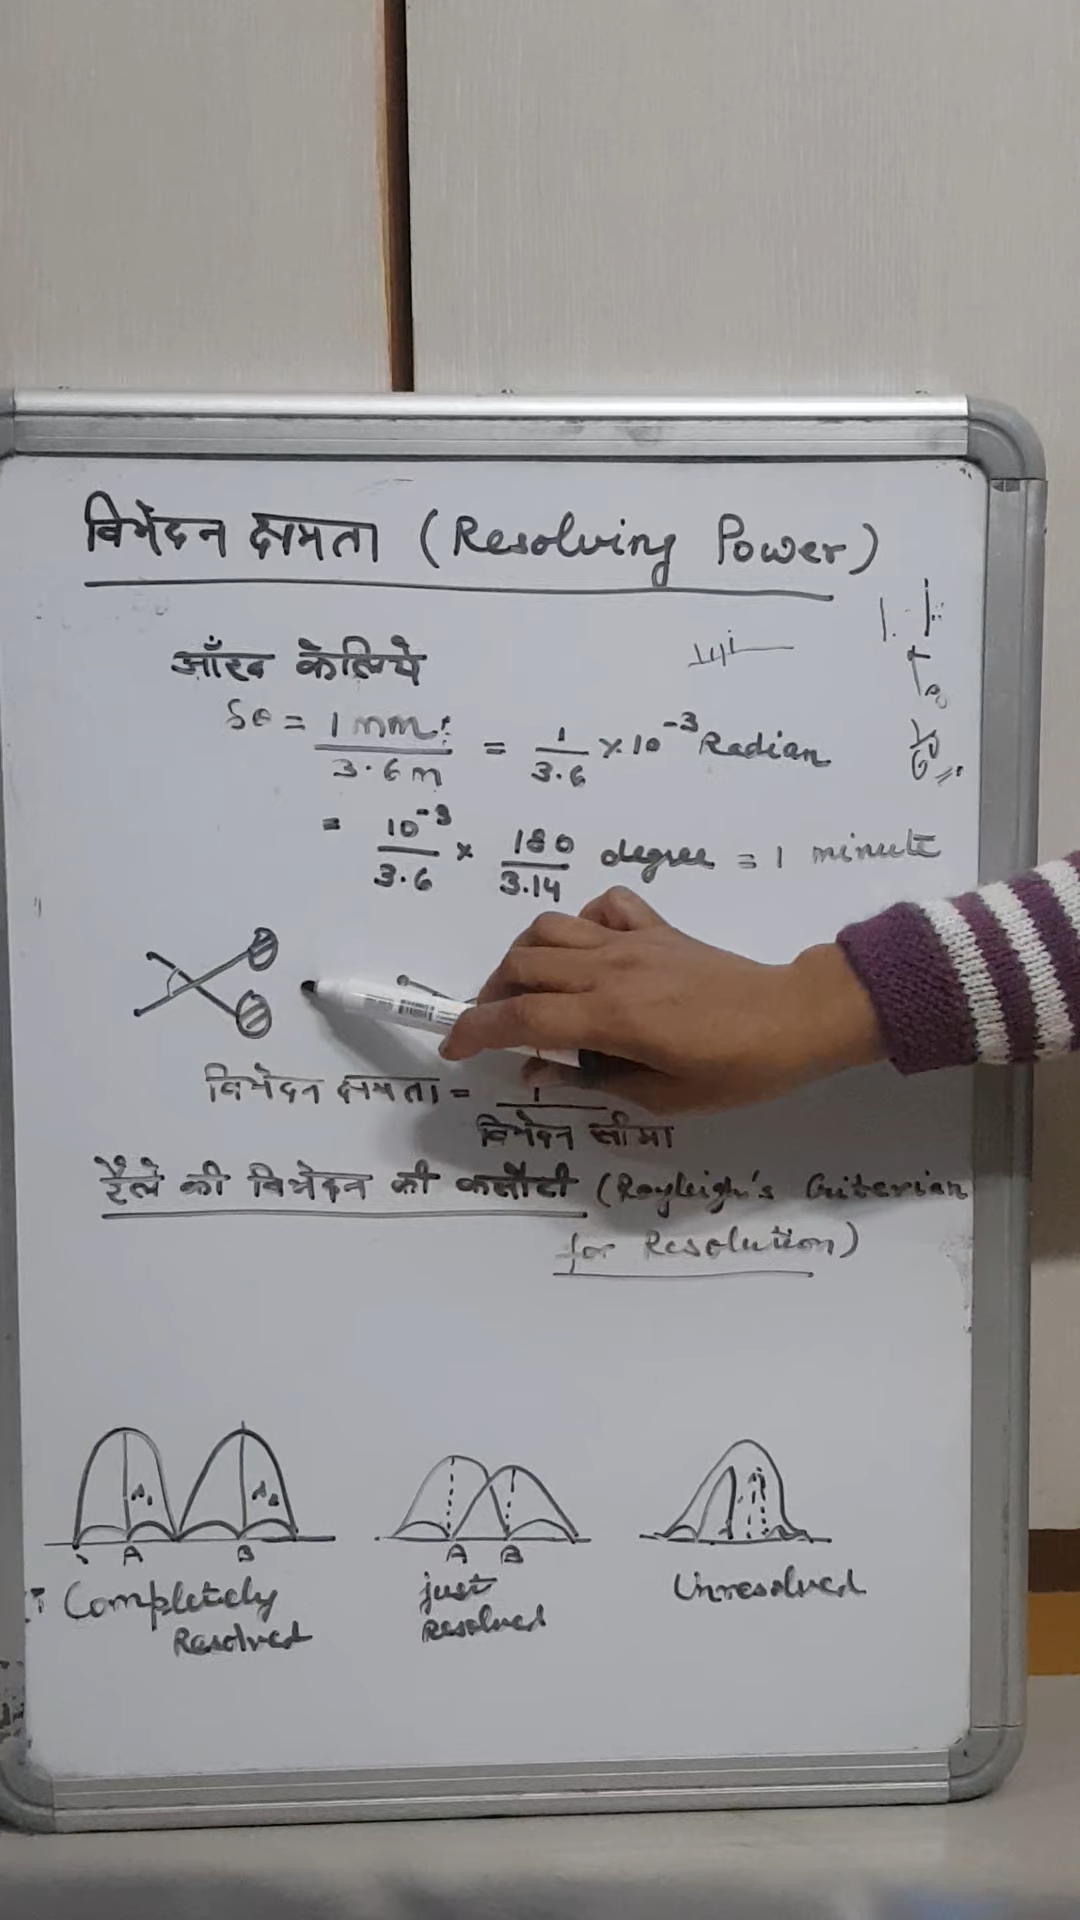 विभेदन क्षमता (Resolving Power)
आँख केलिये
δθ = 1 mm / 3.6 m = 1 / 3.6 × 10⁻³ Radian
= 10⁻³ / 3.6 × 180 / 3.14 degree = 1 minute
विभेदन क्षमता = 1 / विभेदन सीमा
रैले की विभेदन की कसौटी (Rayleigh's Criterian
for Resolution)
A B
A B
Completely
Resolved
just
resolved
Unresolved